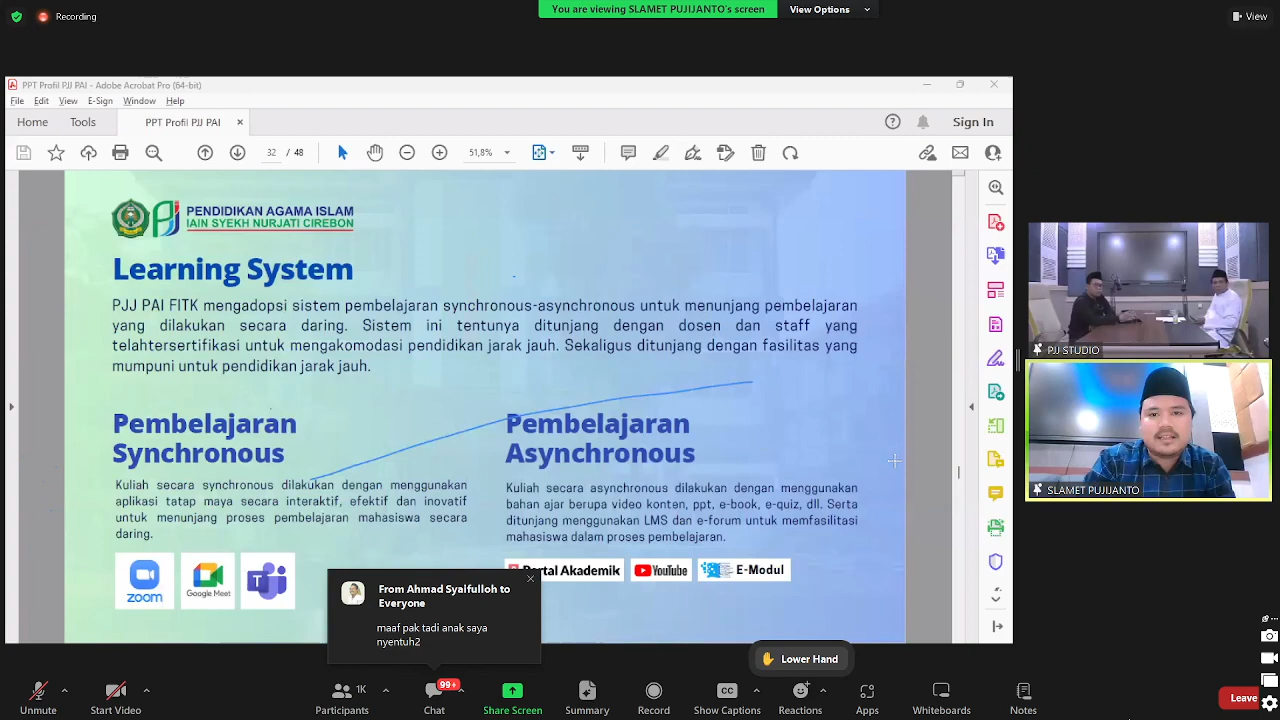 Recording
You are viewing SLAMET PUJIJANTO's screen
View Options
View
PPT Profil PJJ PAI - Adobe Acrobat Pro (64-bit)
File Edit View E-Sign Window Help
Home Tools PPT Profil PJJ PAI × Sign In
32 / 48 51,8%
PENDIDIKAN AGAMA ISLAM
IAIN SYEKH NURJATI CIREBON
Learning System
PJJ PAI FITK mengadopsi sistem pembelajaran synchronous-asynchronous untuk menunjang pembelajaran
yang dilakukan secara daring. Sistem ini tentunya ditunjang dengan dosen dan staff yang
telahtersertifikasi untuk mengakomodasi pendidikan jarak jauh. Sekaligus ditunjang dengan fasilitas yang
mumpuni untuk pendidikan jarak jauh.
Pembelajaran
Synchronous
Kuliah secara synchronous dilakukan dengan menggunakan
aplikasi tatap maya secara interaktif, efektif dan inovatif
untuk menunjang proses pembelajaran mahasiswa secara
daring.
zoom
Google Meet
T
Pembelajaran
Asynchronous
Kuliah secara asynchronous dilakukan dengan menggunakan
bahan ajar berupa video konten, ppt, e-book, e-quiz, dll. Serta
ditunjang menggunakan LMS dan e-forum untuk memfasilitasi
mahasiswa dalam proses pembelajaran.
Portal Akademik
YouTube
E-Modul
From Ahmad Syaifulloh to
Everyone
maaf pak tadi anak saya
nyentuh2
PJJ STUDIO
SLAMET PUJIJANTO
Lower Hand
Unmute
Start Video
1K
Participants
99+
Chat
Share Screen
Summary
Record
CC
Show Captions
Reactions
Apps
Whiteboards
Notes
Leave